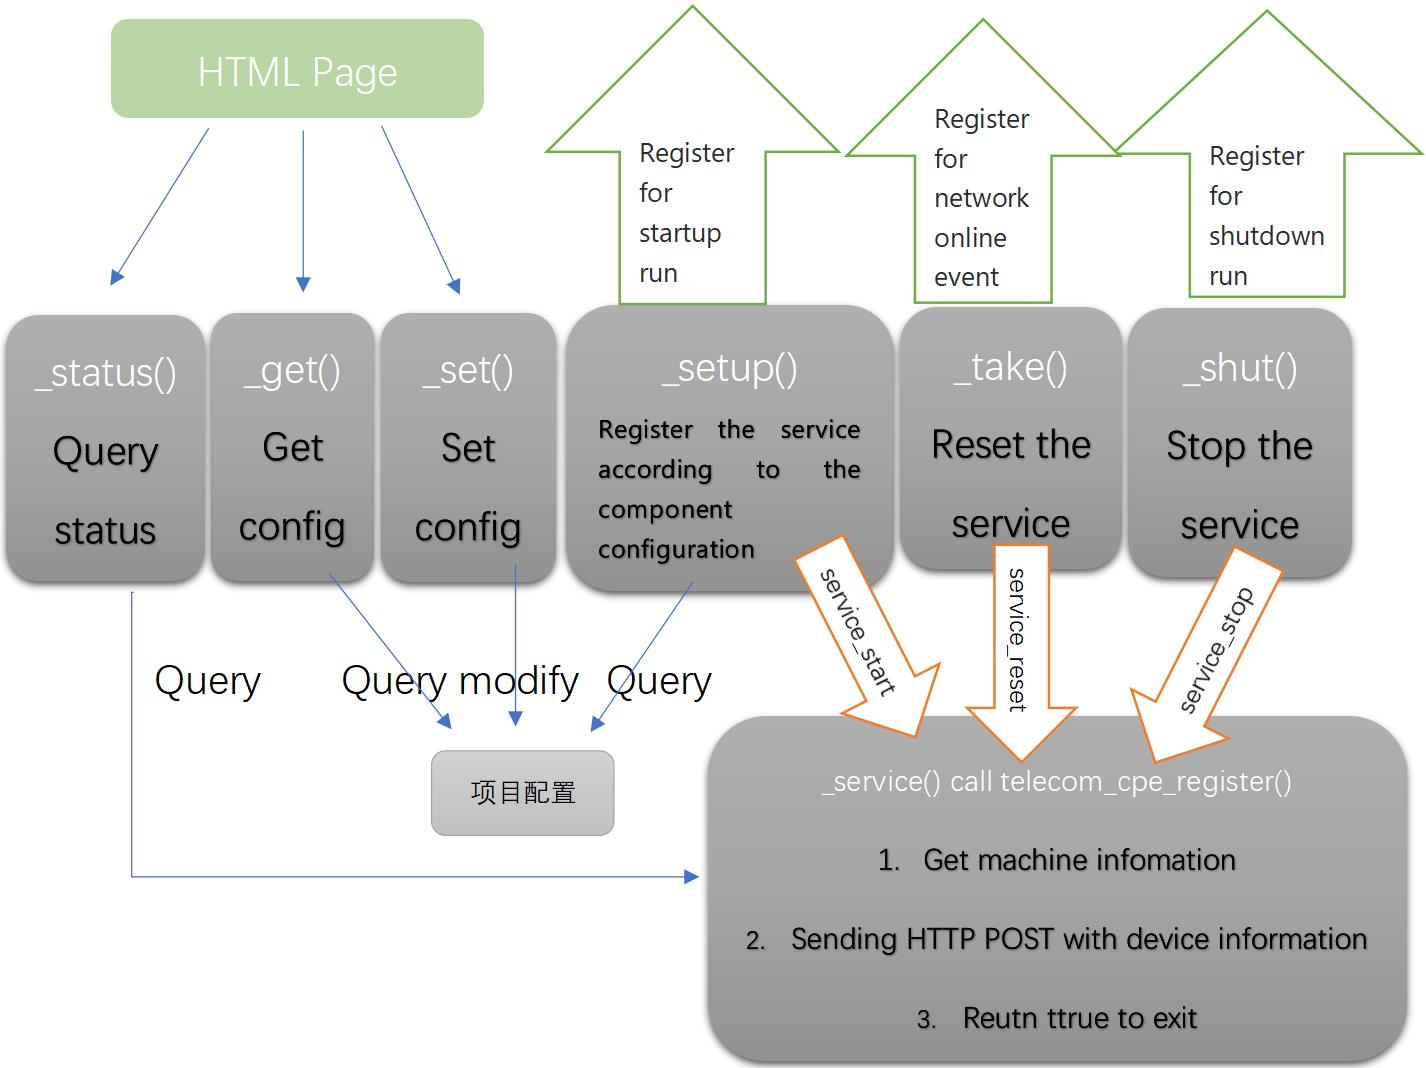 HTML Page
Register
for
startup
run
Register
for
network
online
event
Register
for
shutdown
run
_status()
Query
status
_get()
Get
config
_set()
Set
config
_setup()
Register the service
according to the
component
configuration
_take()
Reset the
service
_shut()
Stop the
service
service_start
service_reset
service_stop
Query
Query modify
Query
项目配置
_service() call telecom_cpe_register()
1. Get machine infomation
2. Sending HTTP POST with device information
3. Reutn ttrue to exit